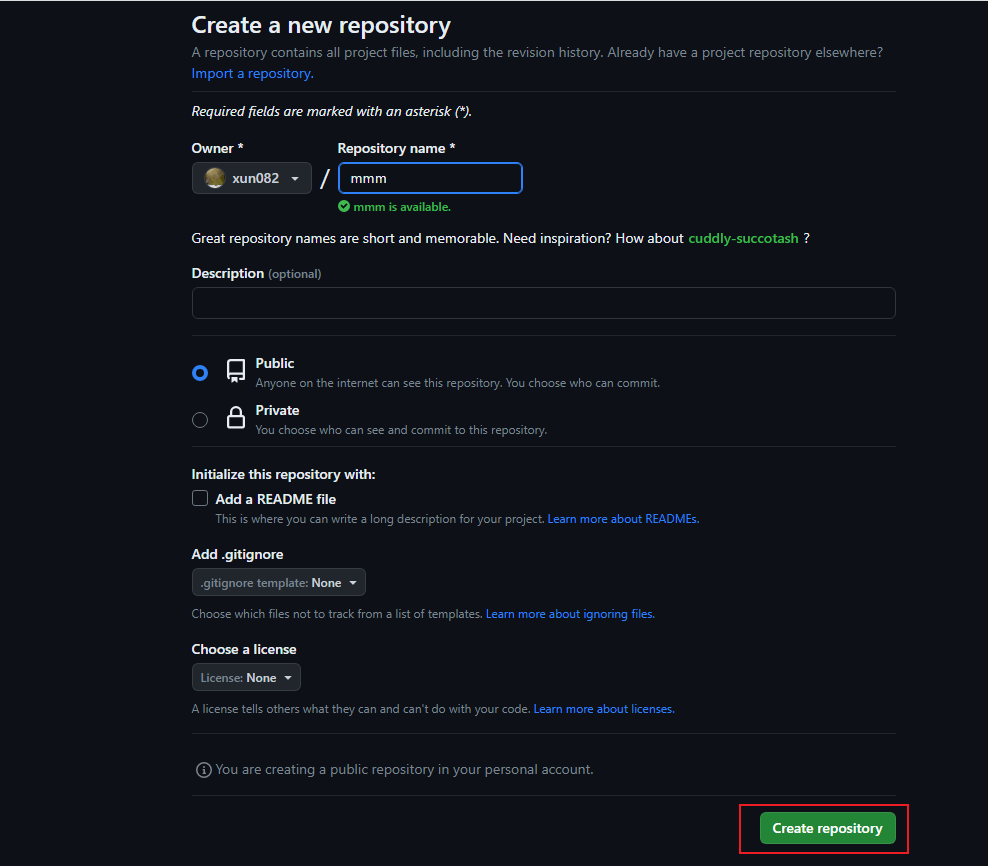 Create a new repository
A repository contains all project files, including the revision history. Already have a project repository elsewhere?
Import a repository.
Required fields are marked with an asterisk (*).
Owner * Repository name *
xun082 / mmm
mmm is available.
Great repository names are short and memorable. Need inspiration? How about cuddly-succotash ?
Description (optional)
Public
Anyone on the internet can see this repository. You choose who can commit.
Private
You choose who can see and commit to this repository.
Initialize this repository with:
Add a README file
This is where you can write a long description for your project. Learn more about READMEs.
Add .gitignore
.gitignore template: None
Choose which files not to track from a list of templates. Learn more about ignoring files.
Choose a license
License: None
A license tells others what they can and can't do with your code. Learn more about licenses.
You are creating a public repository in your personal account.
Create repository